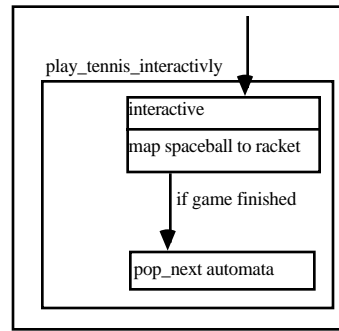 play_tennis_interactivly
interactive
map spaceball to racket
if game finished
pop_next automata